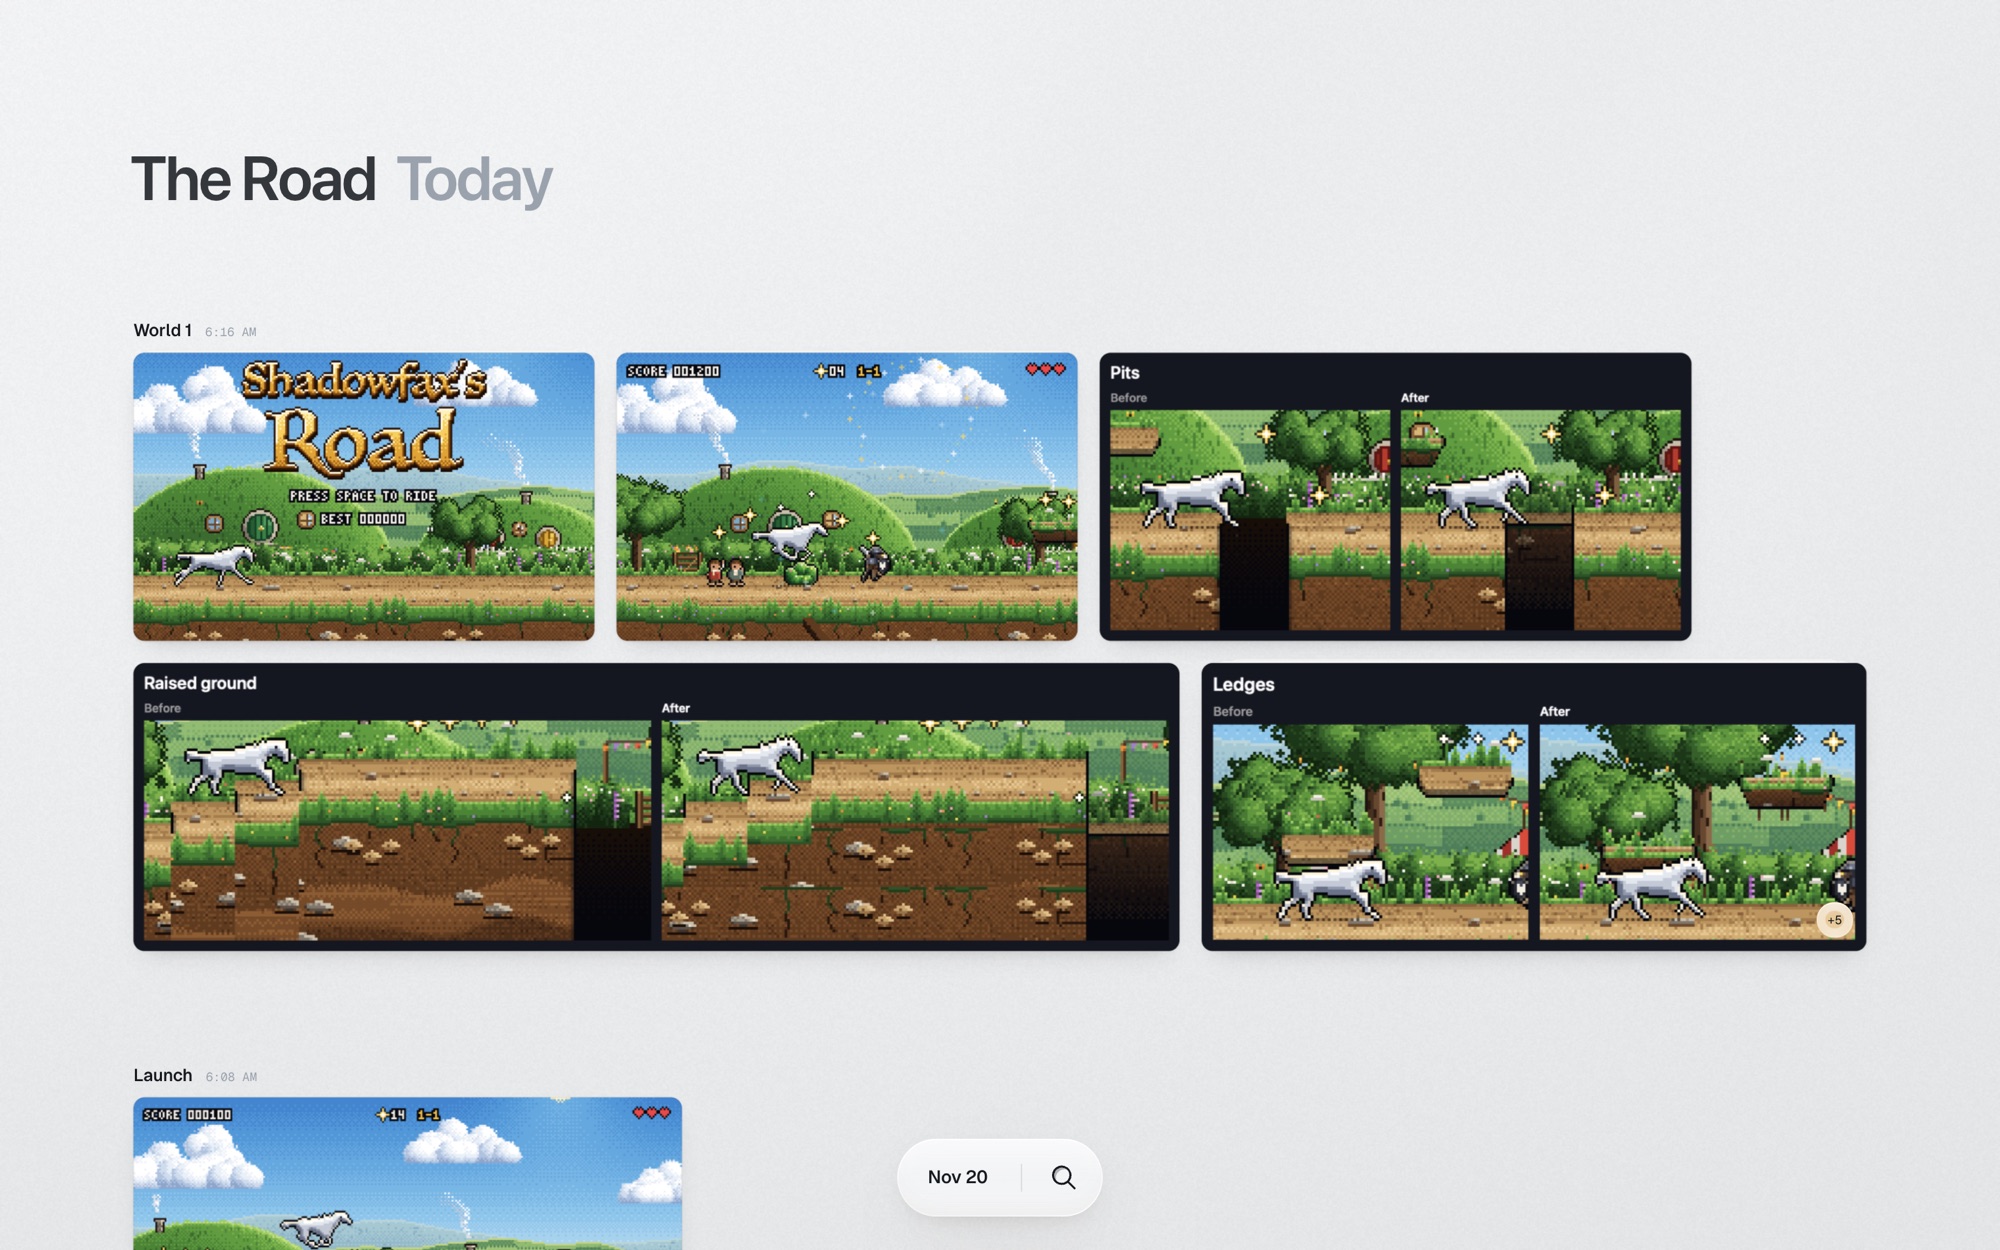 The Road Today
World 1 6:16 AM
Shadowfax's
Road
PRESS SPACE TO RIDE
BEST 000000
SCORE 001200 04 1-1
Pits
Before After
Raised ground
Before After
Ledges
Before After
+5
Launch 6:08 AM
SCORE 000100 14 1-1
Nov 20